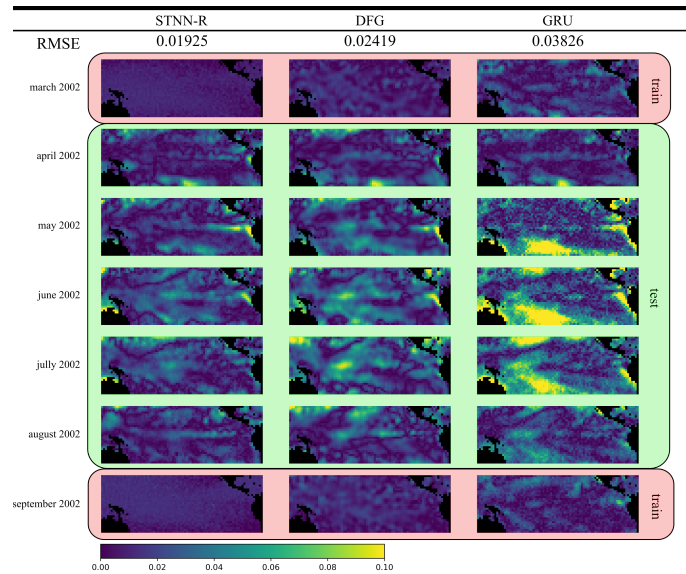 STNN-R DFG GRU
RMSE 0.01925 0.02419 0.03826
march 2002 train
april 2002
may 2002
june 2002 test
jully 2002
august 2002
september 2002 train
0.00 0.02 0.04 0.06 0.08 0.10